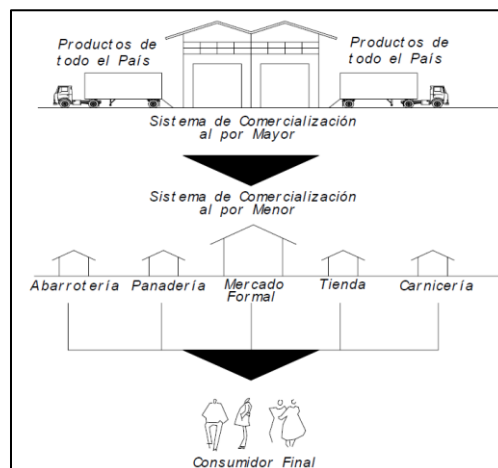 Productos de
todo el País
Productos de
todo el País
Sistema de Comercialización
al por Mayor
Sistema de Comercialización
al por Menor
Abarrotería
Panadería
Mercado
Formal
Tienda
Carnicería
Consumidor Final